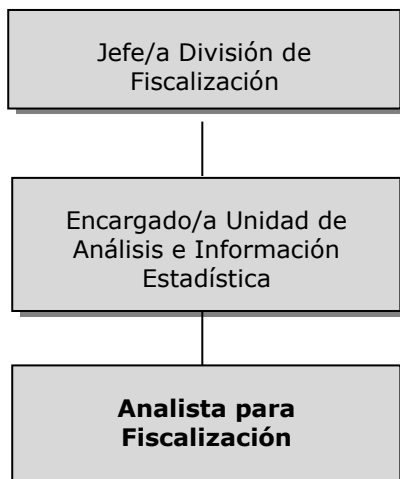 Jefe/a División de
Fiscalización
Encargado/a Unidad de
Análisis e Información
Estadística
Analista para
Fiscalización